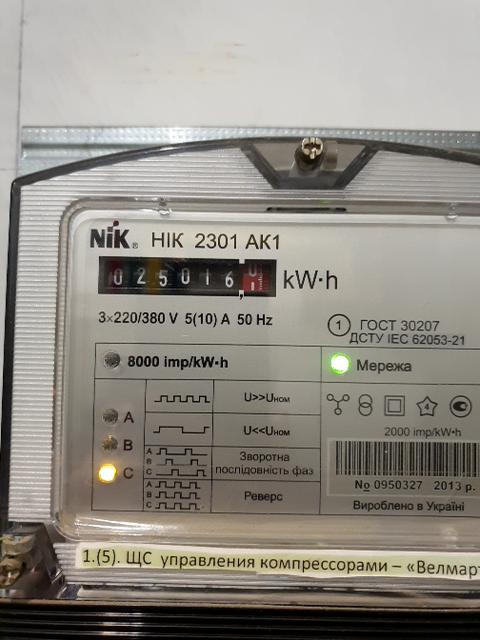 NiK® НІК 2301 АК1
025016 kW·h
3×220/380 V 5(10) A 50 Hz
1 ГОСТ 30207
ДСТУ IEC 62053-21
8000 imp/kW·h
Мережа
A
B
C
U>>Uном
U<<Uном
A
B
C
Зворотна
послідовність фаз
A
B
C
Реверс
4
2000 imp/kW·h
№ 0950327 2013 р.
Вироблено в Україні
1.(5). ЩС управления компрессорами – «Велмарт